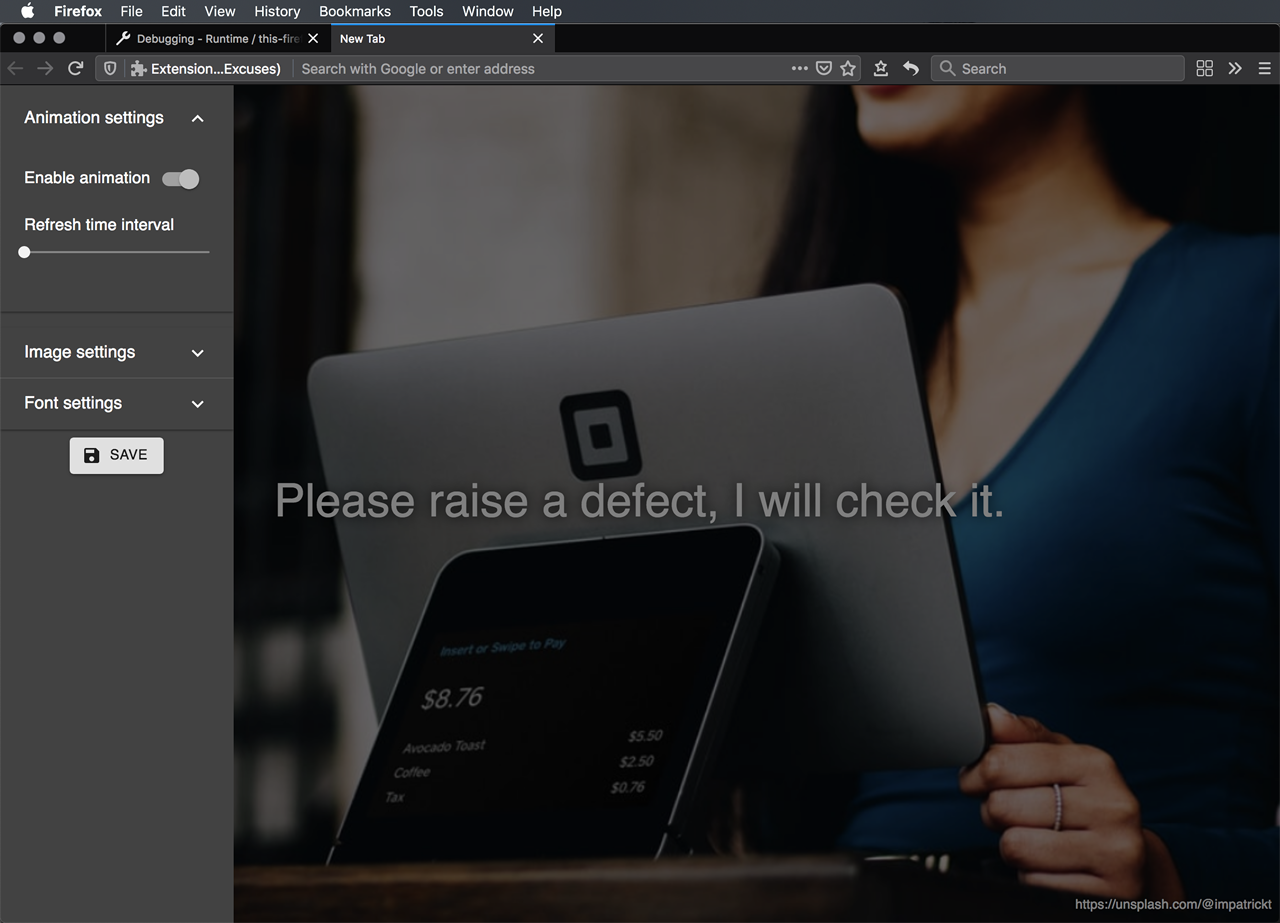 Firefox File Edit View History Bookmarks Tools Window Help
Debugging - Runtime / this-fire
New Tab
Extension...Excuses) Search with Google or enter address
Search
Animation settings
Enable animation
Refresh time interval
Image settings
Font settings
SAVE
Please raise a defect, I will check it.
Insert or Swipe to Pay
$8.76
Avocado Toast $5.50
Coffee $2.50
Tax $0.76
https://unsplash.com/@impatrickt